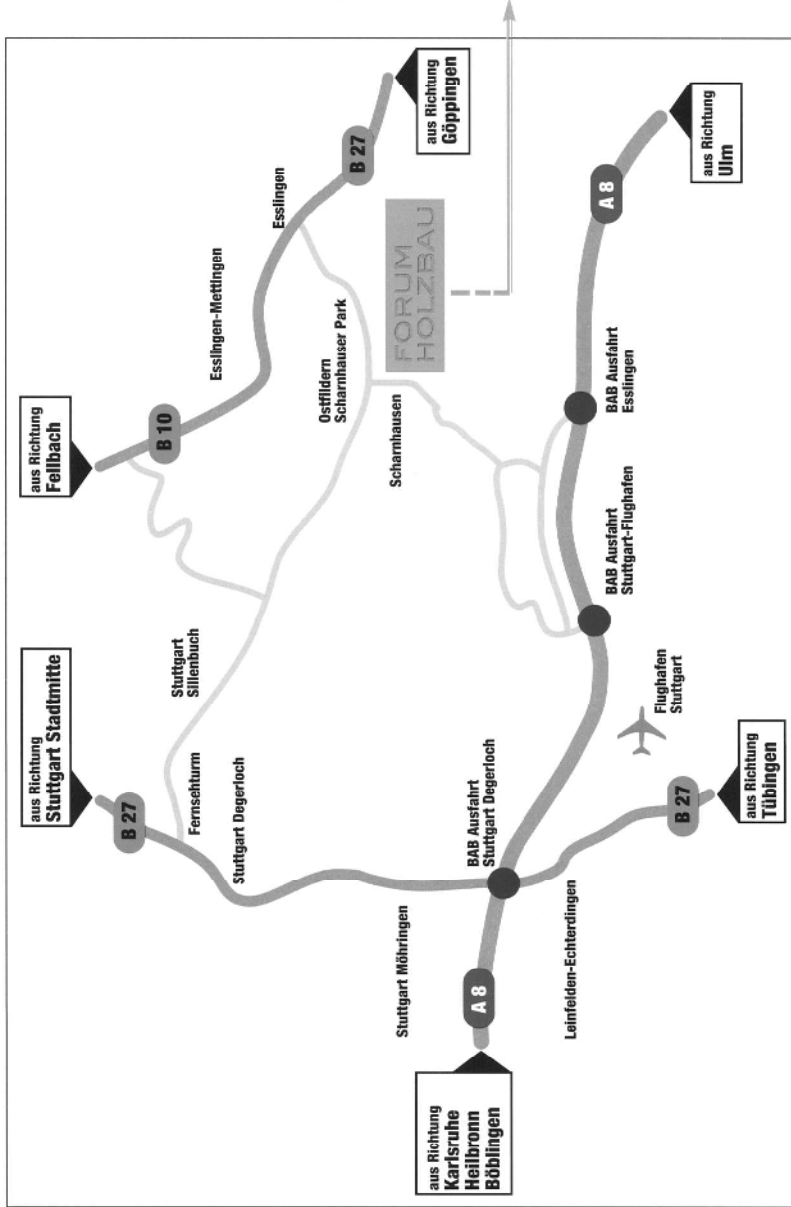 aus Richtung
Stuttgart Stadtmitte
aus Richtung
Fellbach
B 27
B 10
Fernsehturm
Stuttgart
Sillenbuch
Esslingen-Mettingen
Esslingen
B 27
aus Richtung
Göppingen
Stuttgart Degerloch
Ostfildern
Scharnhauser Park
FORUM
HOLZBAU
Scharnhausen
Stuttgart Möhringen
aus Richtung
Karlsruhe
Heilbronn
Böblingen
A 8
BAB Ausfahrt
Stuttgart Degerloch
Leinfelden-Echterdingen
BAB Ausfahrt
Stuttgart-Flughafen
BAB Ausfahrt
Esslingen
A 8
aus Richtung
Ulm
Flughafen
Stuttgart
B 27
aus Richtung
Tübingen